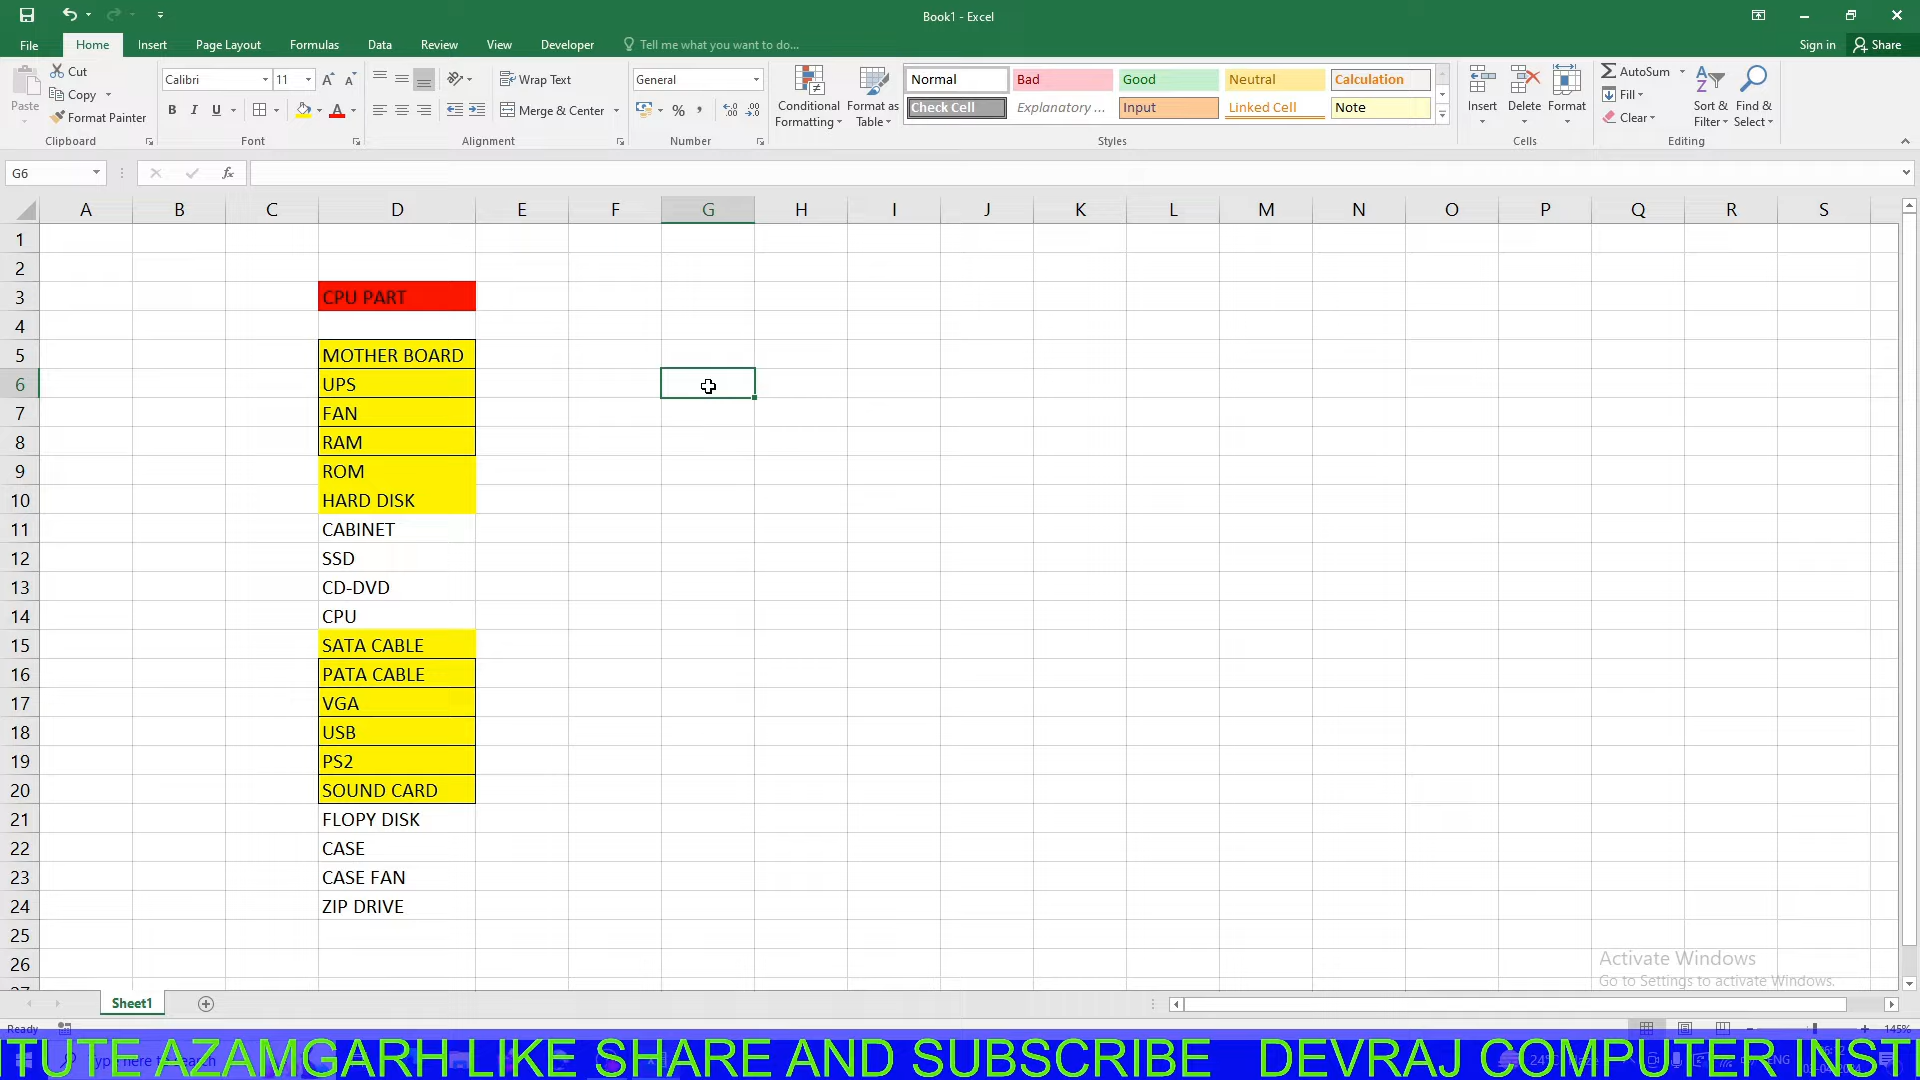 Book1 - Excel
File Home Insert Page Layout Formulas Data Review View Developer Tell me what you want to do... Sign in Share
Paste
Cut
Copy
Format Painter
Clipboard
Calibri 11
B I U
Font
Wrap Text
Merge & Center
Alignment
General
Number
Conditional Formatting
Format as Table
Normal Bad Good Neutral Calculation
Check Cell Explanatory ... Input Linked Cell Note
Styles
Insert Delete Format
Cells
AutoSum
Fill
Clear
Sort & Filter
Find & Select
Editing
G6
fx
A B C D E F G H I J K L M N O P Q R S
1
2
3 CPU PART
4
5 MOTHER BOARD
6 UPS
7 FAN
8 RAM
9 ROM
10 HARD DISK
11 CABINET
12 SSD
13 CD-DVD
14 CPU
15 SATA CABLE
16 PATA CABLE
17 VGA
18 USB
19 PS2
20 SOUND CARD
21 FLOPY DISK
22 CASE
23 CASE FAN
24 ZIP DRIVE
25
26
27
Activate Windows
Go to Settings to activate Windows.
Sheet1
Ready 145%
TUTE AZAMGARH LIKE SHARE AND SUBSCRIBE DEVRAJ COMPUTER INSTI